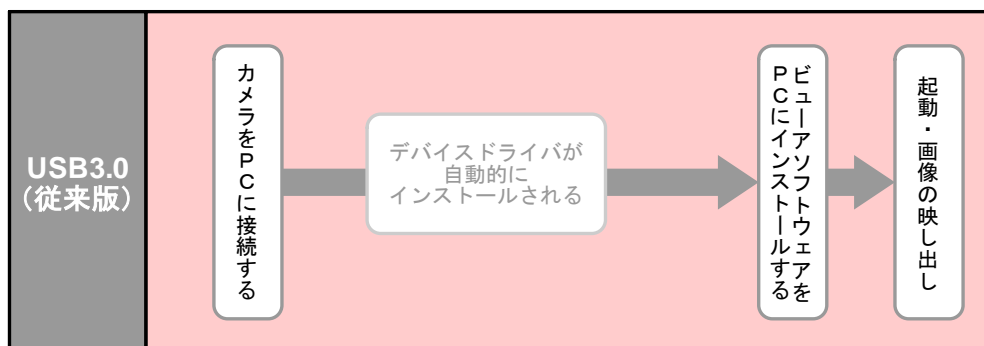 USB3.0
（従来版）
カメラをＰＣに接続する
デバイスドライバが
自動的に
インストールされる
ビューアソフトウェアを
ＰＣにインストールする
起動・画像の映し出し